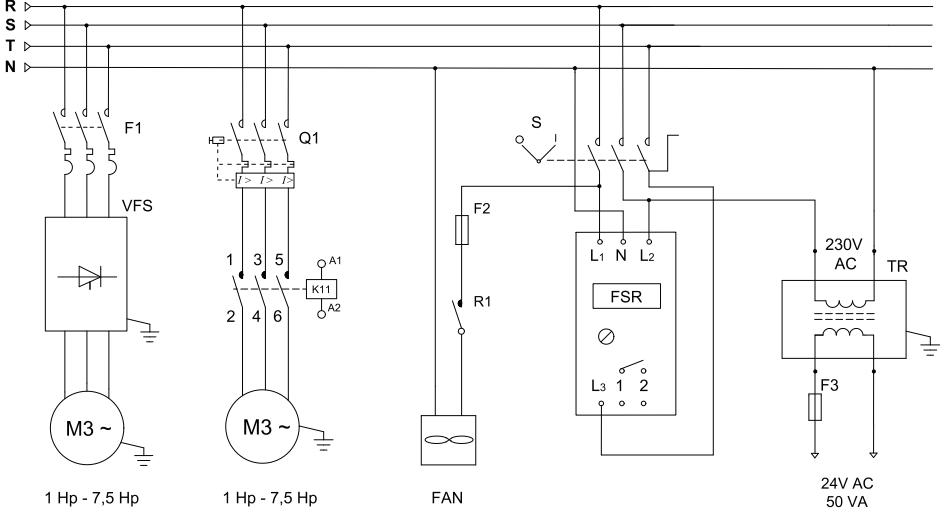 R
S
T
N
F1
Q1
S
VFS
I> I> I>
F2
230V
AC
TR
1 3 5
A1
K11
A2
2 4 6
L1 N L2
FSR
R1
L3 1 2
F3
M3 ~
M3 ~
1 Hp - 7,5 Hp
1 Hp - 7,5 Hp
FAN
24V AC
50 VA